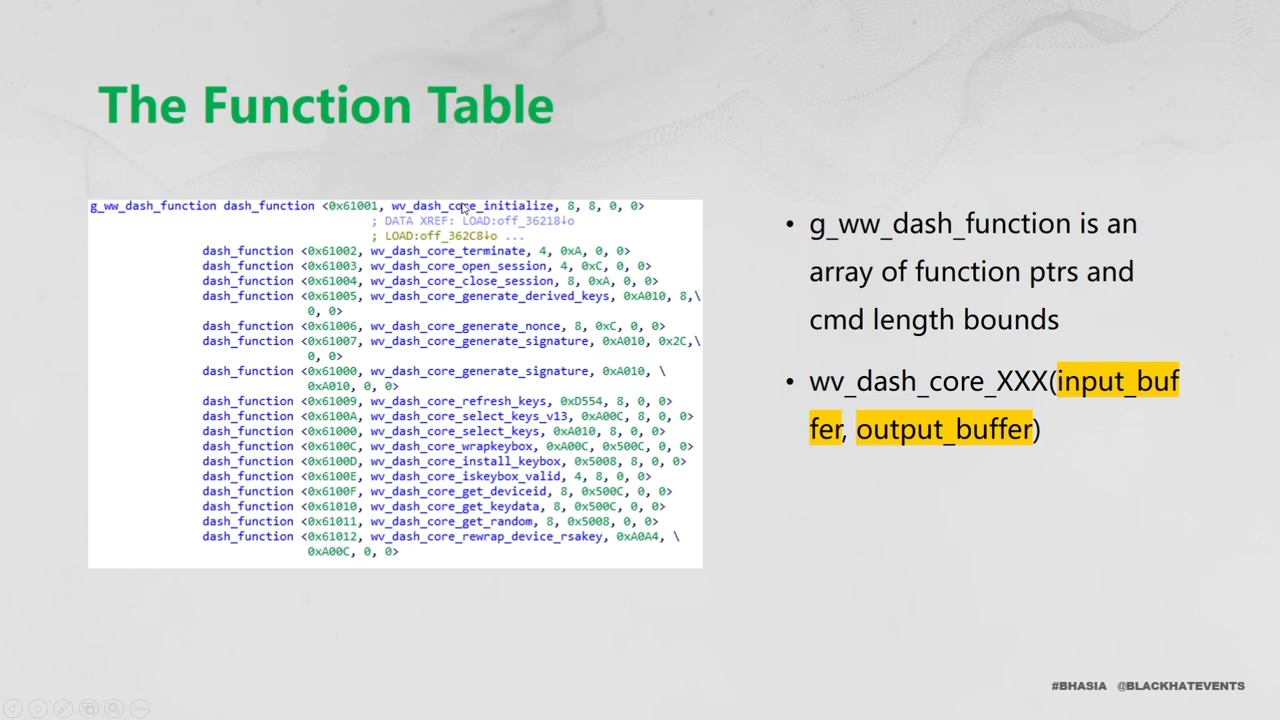 The Function Table
g_ww_dash_function dash_function <0x61001, wv_dash_core_initialize, 8, 8, 0, 0>
; DATA XREF: LOAD:off_36218↓o
; LOAD:off_362C8↓o ...
dash_function <0x61002, wv_dash_core_terminate, 4, 0xA, 0, 0>
dash_function <0x61003, wv_dash_core_open_session, 4, 0xC, 0, 0>
dash_function <0x61004, wv_dash_core_close_session, 8, 0xA, 0, 0>
dash_function <0x61005, wv_dash_core_generate_derived_keys, 0xA010, 8,\
0, 0>
dash_function <0x61006, wv_dash_core_generate_nonce, 8, 0xC, 0, 0>
dash_function <0x61007, wv_dash_core_generate_signature, 0xA010, 0x2C,\
0, 0>
dash_function <0x61000, wv_dash_core_generate_signature, 0xA010, \
0xA010, 0, 0>
dash_function <0x61009, wv_dash_core_refresh_keys, 0xD554, 8, 0, 0>
dash_function <0x6100A, wv_dash_core_select_keys_v13, 0xA00C, 8, 0, 0>
dash_function <0x61000, wv_dash_core_select_keys, 0xA010, 8, 0, 0>
dash_function <0x6100C, wv_dash_core_wrapkeybox, 0xA00C, 0x500C, 0, 0>
dash_function <0x6100D, wv_dash_core_install_keybox, 0x5008, 8, 0, 0>
dash_function <0x6100E, wv_dash_core_iskeybox_valid, 4, 8, 0, 0>
dash_function <0x6100F, wv_dash_core_get_deviceid, 8, 0x500C, 0, 0>
dash_function <0x61010, wv_dash_core_get_keydata, 8, 0x500C, 0, 0>
dash_function <0x61011, wv_dash_core_get_random, 8, 0x5008, 0, 0>
dash_function <0x61012, wv_dash_core_rewrap_device_rsakey, 0xA0A4, \
0xA00C, 0, 0>
• g_ww_dash_function is an
array of function ptrs and
cmd length bounds
• wv_dash_core_XXX(input_buf
fer, output_buffer)
#BHASIA @BLACKHATEVENTS